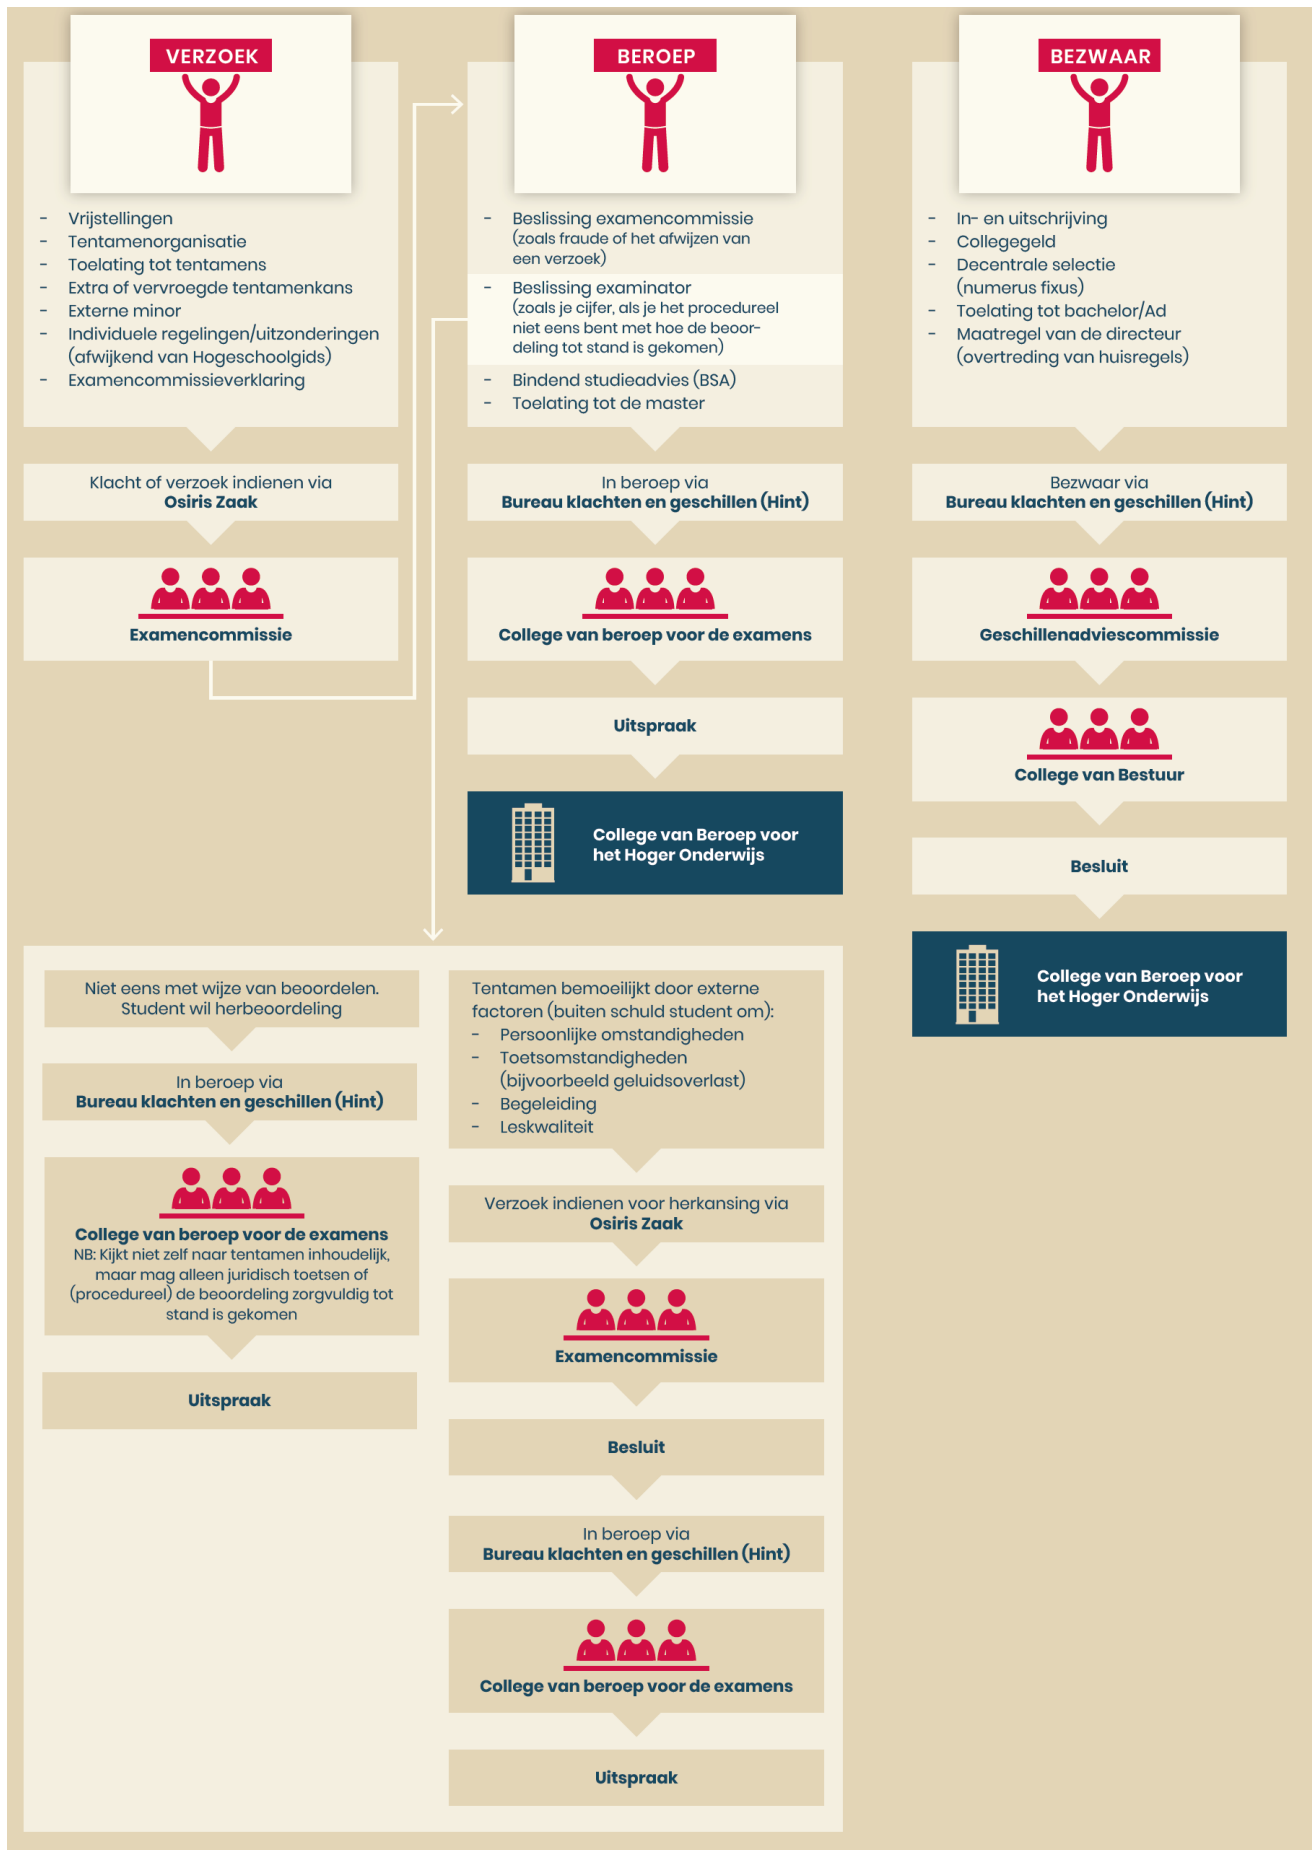 VERZOEK
- Vrijstellingen
- Tentamenorganisatie
- Toelating tot tentamens
- Extra of vervroegde tentamenkans
- Externe minor
- Individuele regelingen/uitzonderingen
(afwijkend van Hogeschoolgids)
- Examencommissieverklaring
Klacht of verzoek indienen via
Osiris Zaak
Examencommissie
BEROEP
- Beslissing examencommissie
(zoals fraude of het afwijzen van
een verzoek)
- Beslissing examinator
(zoals je cijfer, als je het procedureel
niet eens bent met hoe de beoor-
deling tot stand is gekomen)
- Bindend studieadvies (BSA)
- Toelating tot de master
In beroep via
Bureau klachten en geschillen (Hint)
College van beroep voor de examens
Uitspraak
College van Beroep voor
het Hoger Onderwijs
BEZWAAR
- In- en uitschrijving
- Collegegeld
- Decentrale selectie
(numerus fixus)
- Toelating tot bachelor/Ad
- Maatregel van de directeur
(overtreding van huisregels)
Bezwaar via
Bureau klachten en geschillen (Hint)
Geschillenadviescommissie
College van Bestuur
Besluit
College van Beroep voor
het Hoger Onderwijs
Niet eens met wijze van beoordelen.
Student wil herbeoordeling
In beroep via
Bureau klachten en geschillen (Hint)
College van beroep voor de examens
NB: Kijkt niet zelf naar tentamen inhoudelijk,
maar mag alleen juridisch toetsen of
(procedureel) de beoordeling zorgvuldig tot
stand is gekomen
Uitspraak
Tentamen bemoeilijkt door externe
factoren (buiten schuld student om):
- Persoonlijke omstandigheden
- Toetsomstandigheden
(bijvoorbeeld geluidsoverlast)
- Begeleiding
- Leskwaliteit
Verzoek indienen voor herkansing via
Osiris Zaak
Examencommissie
Besluit
In beroep via
Bureau klachten en geschillen (Hint)
College van beroep voor de examens
Uitspraak